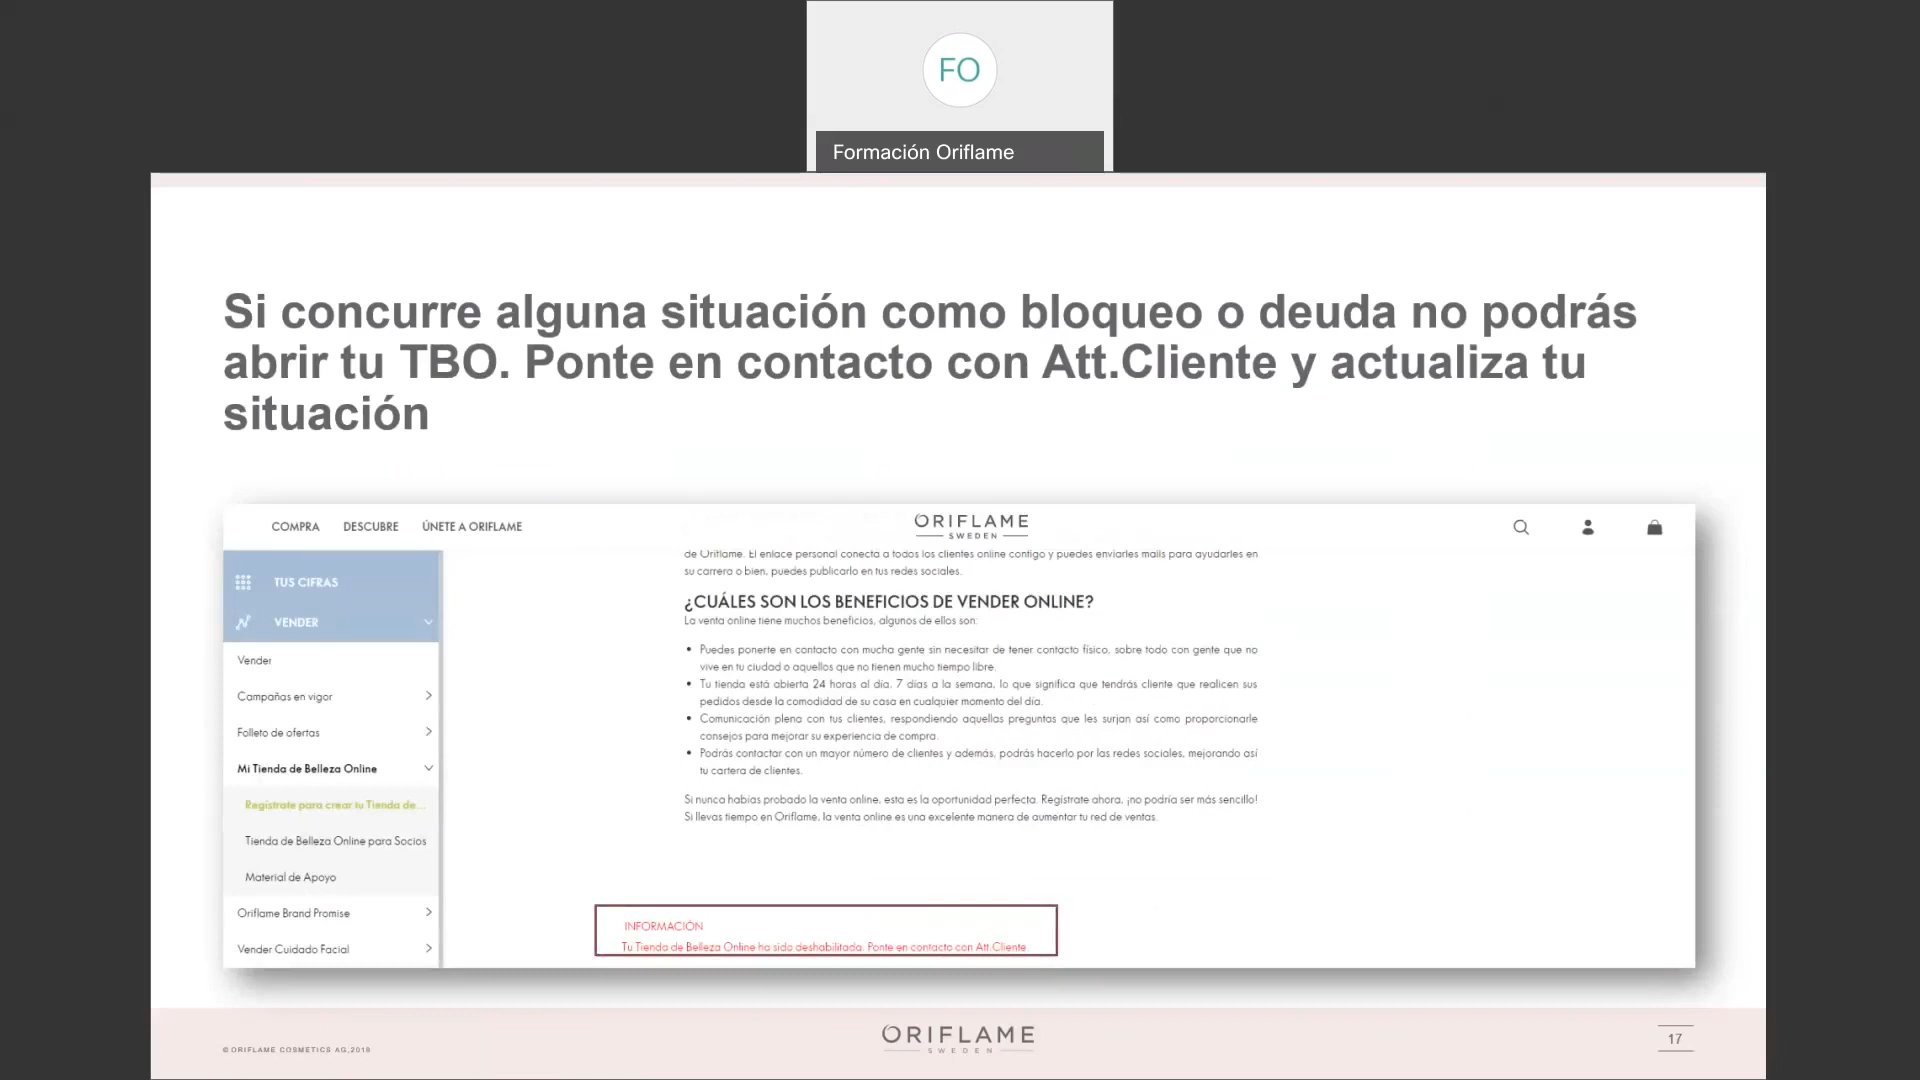 FO
Formación Oriflame
Si concurre alguna situación como bloqueo o deuda no podrás
abrir tu TBO. Ponte en contacto con Att.Cliente y actualiza tu
situación
COMPRA DESCUBRE ÚNETE A ORIFLAME
ORIFLAME
SWEDEN
TUS CIFRAS
VENDER
Vender
Campañas en vigor
Folleto de ofertas
Mi Tienda de Belleza Online
Regístrate para crear tu Tienda de...
Tienda de Belleza Online para Socios
Material de Apoyo
Oriflame Brand Promise
Vender Cuidado Facial
de Oriflame. El enlace personal conecta a todos los clientes online contigo y puedes enviarles mails para ayudarles en
su carrera o bien, puedes publicarlo en tus redes sociales.
¿CUÁLES SON LOS BENEFICIOS DE VENDER ONLINE?
La venta online tiene muchos beneficios, algunos de ellos son:
• Puedes ponerte en contacto con mucha gente sin necesitar de tener contacto físico, sobre todo con gente que no
vive en tu ciudad o aquellos que no tienen mucho tiempo libre.
• Tu tienda está abierta 24 horas al día, 7 días a la semana, lo que significa que tendrás cliente que realicen sus
pedidos desde la comodidad de su casa en cualquier momento del día.
• Comunicación plena con tus clientes, respondiendo aquellas preguntas que les surjan así como proporcionarle
consejos para mejorar su experiencia de compra.
• Podrás contactar con un mayor número de clientes y además, podrás hacerlo por las redes sociales, mejorando así
tu cartera de clientes.
Si nunca habías probado la venta online, esta es la oportunidad perfecta. Regístrate ahora, ¡no podría ser más sencillo!
Si llevas tiempo en Oriflame, la venta online es una excelente manera de aumentar tu red de ventas.
INFORMACIÓN
Tu Tienda de Belleza Online ha sido deshabilitada. Ponte en contacto con Att.Cliente
© ORIFLAME COSMETICS AG,2019
ORIFLAME
SWEDEN
17